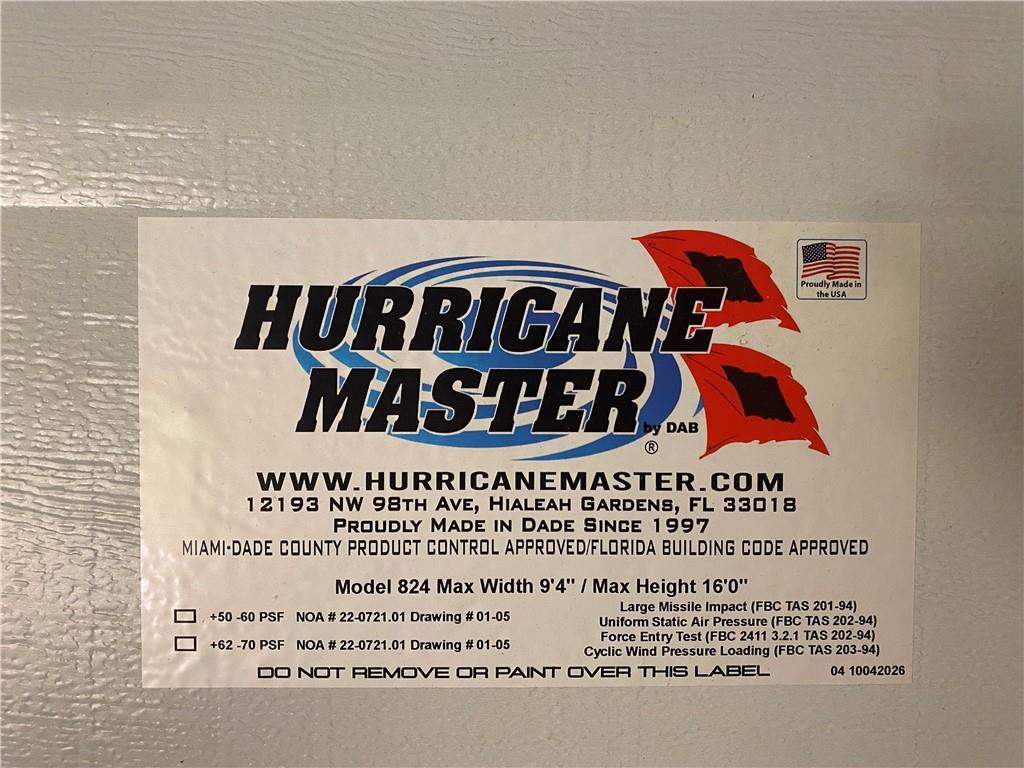 Proudly Made in
the USA
HURRICANE
MASTER
by DAB
®
WWW.HURRICANEMASTER.COM
12193 NW 98TH AVE, HIALEAH GARDENS, FL 33018
PROUDLY MADE IN DADE SINCE 1997
MIAMI-DADE COUNTY PRODUCT CONTROL APPROVED/FLORIDA BUILDING CODE APPROVED
Model 824 Max Width 9'4" / Max Height 16'0"
+50 -60 PSF NOA # 22-0721.01 Drawing # 01-05
+62 -70 PSF NOA # 22-0721.01 Drawing # 01-05
Large Missile Impact (FBC TAS 201-94)
Uniform Static Air Pressure (FBC TAS 202-94)
Force Entry Test (FBC 2411 3.2.1 TAS 202-94)
Cyclic Wind Pressure Loading (FBC TAS 203-94)
DO NOT REMOVE OR PAINT OVER THIS LABEL
04 10042026